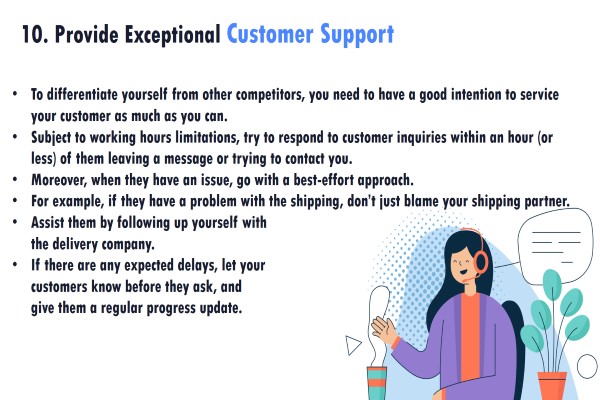 10. Provide Exceptional Customer Support
• To differentiate yourself from other competitors, you need to have a good intention to service
your customer as much as you can.
• Subject to working hours limitations, try to respond to customer inquiries within an hour (or
less) of them leaving a message or trying to contact you.
• Moreover, when they have an issue, go with a best-effort approach.
• For example, if they have a problem with the shipping, don't just blame your shipping partner.
• Assist them by following up yourself with
the delivery company.
• If there are any expected delays, let your
customers know before they ask, and
give them a regular progress update.